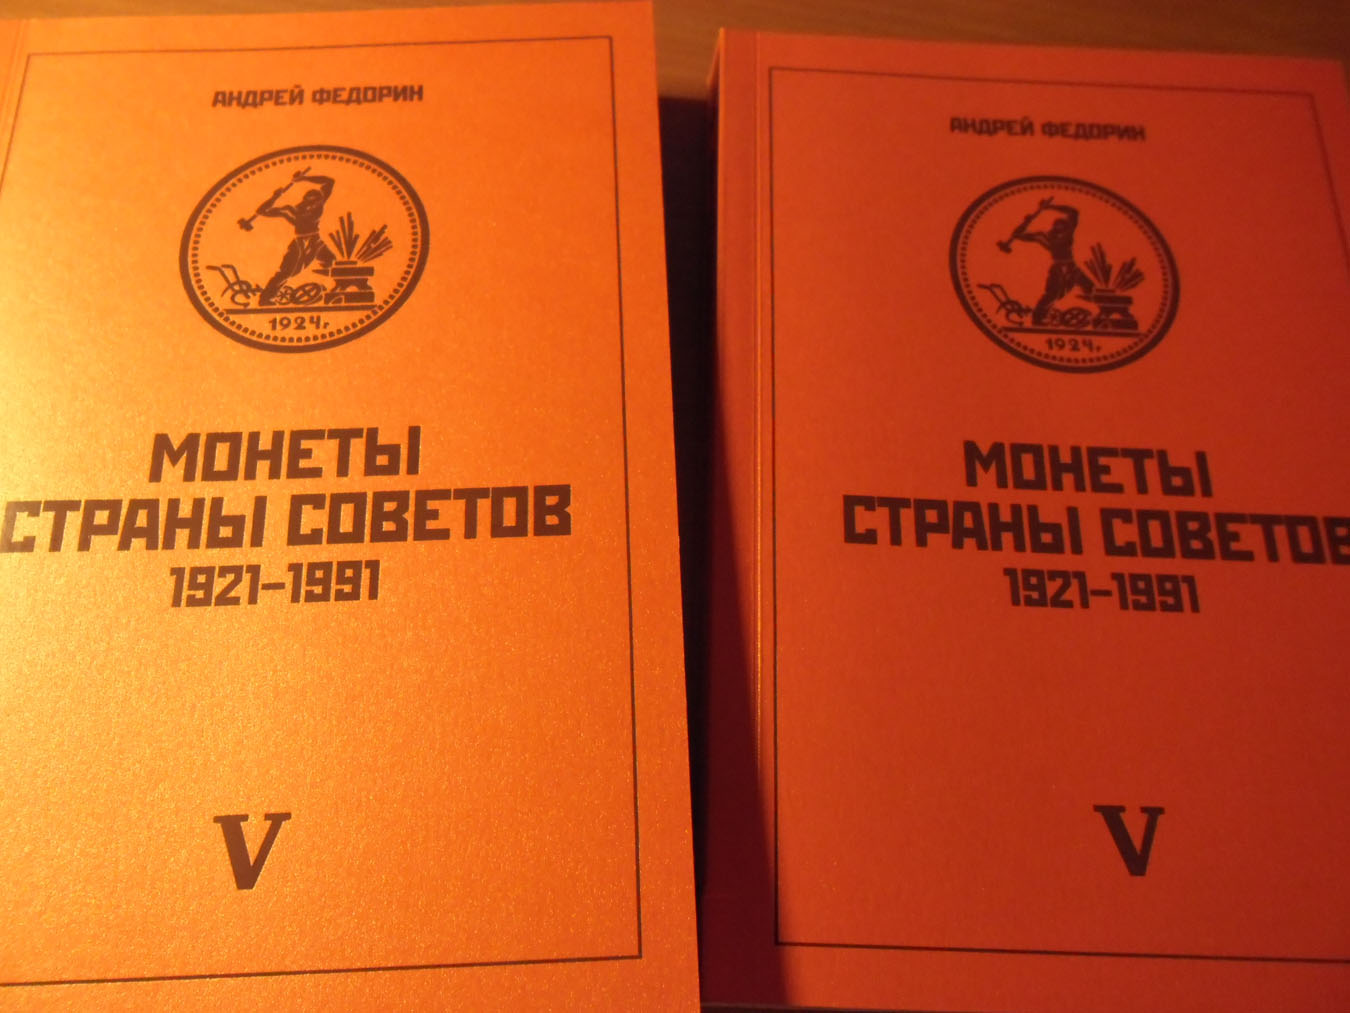 АНДРЕЙ ФЕДОРИН
1924г.
МОНЕТЫ
СТРАНЫ СОВЕТОВ
1921–1991
V
АНДРЕЙ ФЕДОРИН
1924г.
МОНЕТЫ
СТРАНЫ СОВЕТОВ
1921–1991
V